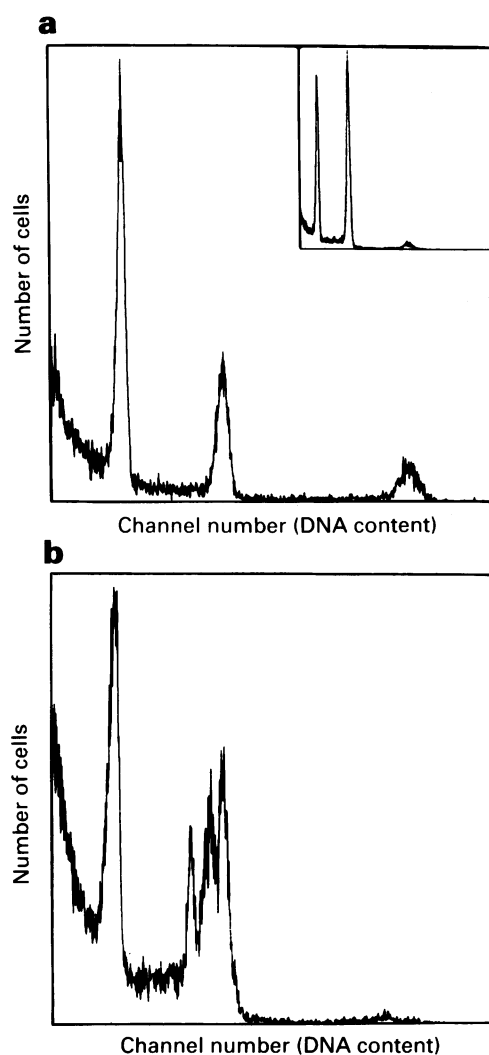 a
Number of cells
Channel number (DNA content)
b
Number of cells
Channel number (DNA content)